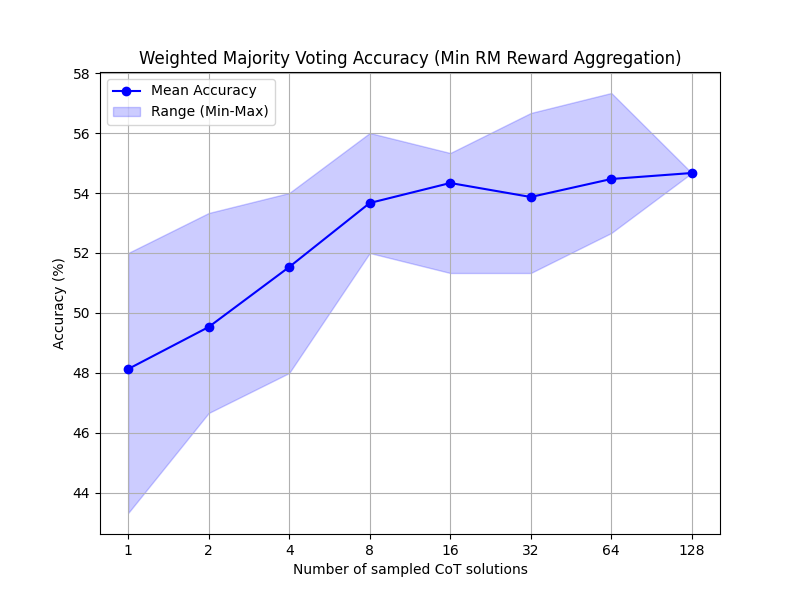 Weighted Majority Voting Accuracy (Min RM Reward Aggregation)
Mean Accuracy
Range (Min-Max)
Accuracy (%)
58
56
54
52
50
48
46
44
1 2 4 8 16 32 64 128
Number of sampled CoT solutions